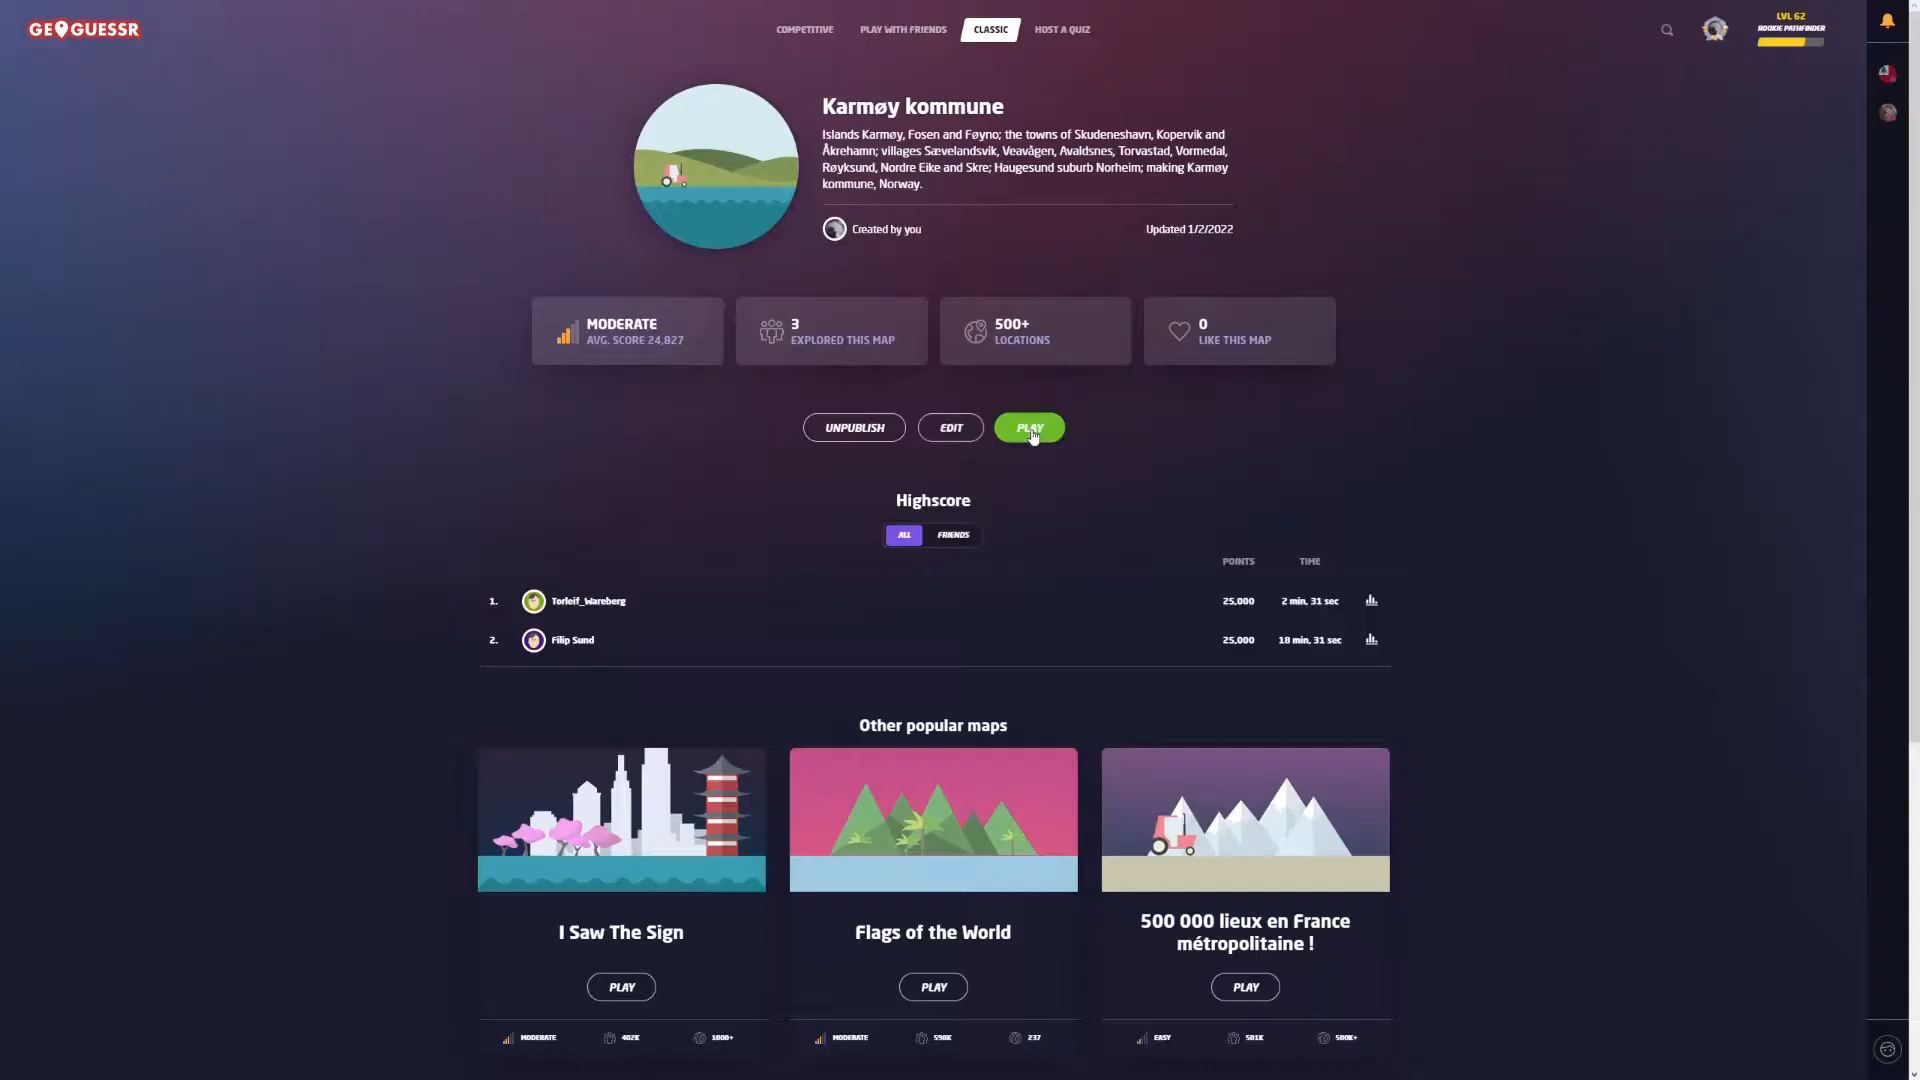 GEOGUESSR
COMPETITIVE
PLAY WITH FRIENDS
CLASSIC
HOST A QUIZ
LVL 62
ROOKIE PATHFINDER
Karmøy kommune
Islands Karmøy, Fosen and Føyno; the towns of Skudeneshavn, Kopervik and
Åkrehamn; villages Sævelandsvik, Veavågen, Avaldsnes, Torvastad, Vormedal,
Røyksund, Nordre Eike and Skre; Haugesund suburb Norheim; making Karmøy
kommune, Norway.
Created by you
Updated 1/2/2022
MODERATE
AVG. SCORE 24,827
3
EXPLORED THIS MAP
500+
LOCATIONS
0
LIKE THIS MAP
UNPUBLISH
EDIT
PLAY
Highscore
ALL
FRIENDS
POINTS
TIME
1. Torleif_Wareberg 25,000 2 min, 31 sec
2. Filip Sund 25,000 18 min, 31 sec
Other popular maps
I Saw The Sign
PLAY
MODERATE 402K 1000+
Flags of the World
PLAY
MODERATE 598K 237
500 000 lieux en France
métropolitaine !
PLAY
EASY 501K 500K+